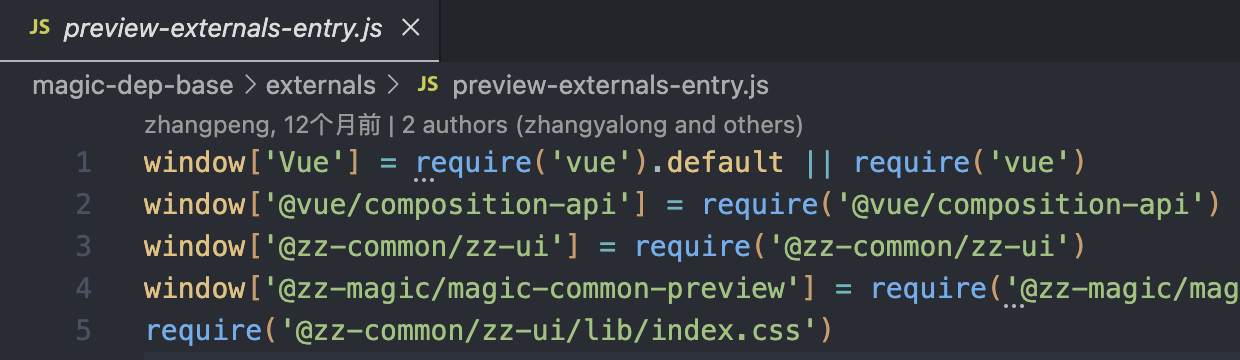 JS preview-externals-entry.js ×
magic-dep-base > externals > JS preview-externals-entry.js
zhangpeng, 12个月前 | 2 authors (zhangyalong and others)
1 window['Vue'] = require('vue').default || require('vue')
2 window['@vue/composition-api'] = require('@vue/composition-api')
3 window['@zz-common/zz-ui'] = require('@zz-common/zz-ui')
4 window['@zz-magic/magic-common-preview'] = require('@zz-magic/mag
5 require('@zz-common/zz-ui/lib/index.css')